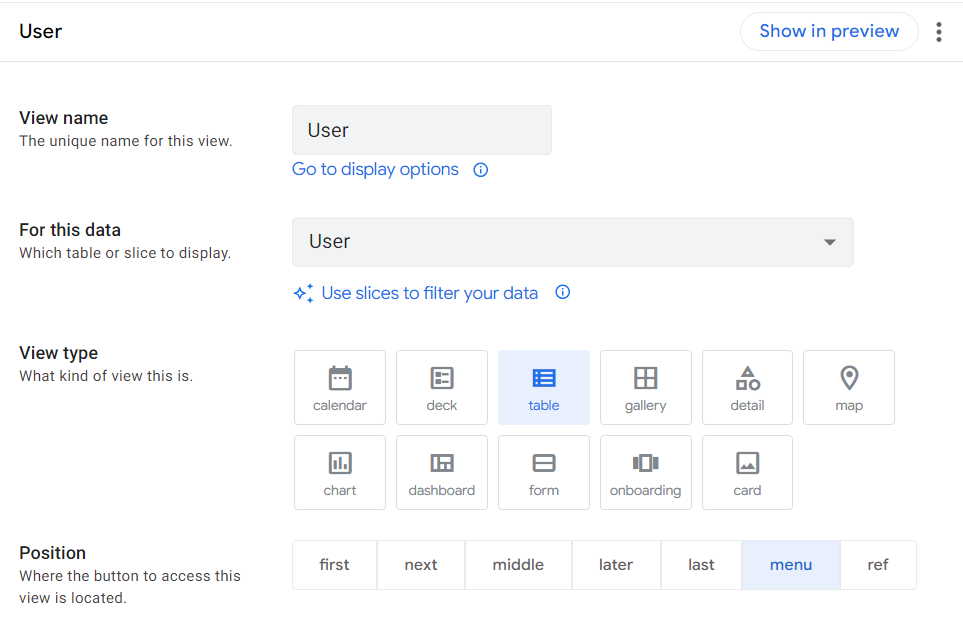 User
Show in preview
View name
The unique name for this view.
User
Go to display options
For this data
Which table or slice to display.
User
Use slices to filter your data
View type
What kind of view this is.
calendar
deck
table
gallery
detail
map
chart
dashboard
form
onboarding
card
Position
Where the button to access this
view is located.
first
next
middle
later
last
menu
ref